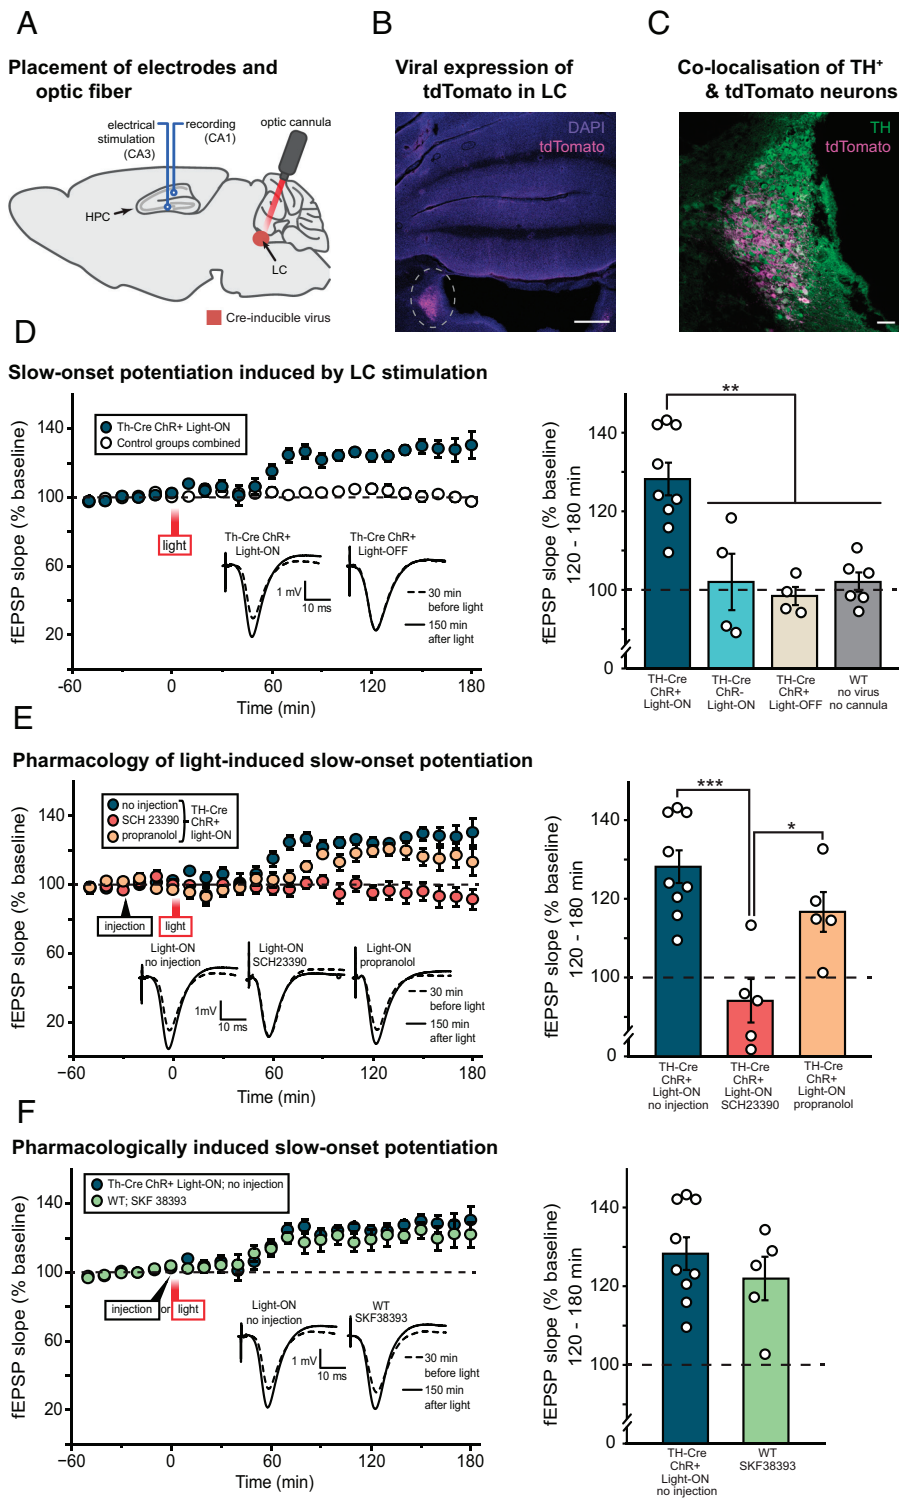 A
Placement of electrodes and
optic fiber
electrical
stimulation
(CA3)
recording
(CA1)
optic cannula
HPC
LC
Cre-inducible virus
B
Viral expression of
tdTomato in LC
DAPI
tdTomato
C
Co-localisation of TH⁺
& tdTomato neurons
TH
tdTomato
D
Slow-onset potentiation induced by LC stimulation
fEPSP slope (% baseline)
140
100
60
20
-60
0
60
120
180
Time (min)
Th-Cre ChR+ Light-ON
Control groups combined
light
Th-Cre ChR+
Light-ON
Th-Cre ChR+
Light-OFF
1 mV
10 ms
30 min
before light
150 min
after light
fEPSP slope (% baseline)
120 - 180 min
140
120
100
0
**
TH-Cre
ChR+
Light-ON
TH-Cre
ChR-
Light-ON
TH-Cre
ChR+
Light-OFF
WT
no virus
no cannula
E
Pharmacology of light-induced slow-onset potentiation
fEPSP slope (% baseline)
140
100
60
20
−60
0
60
120
180
Time (min)
no injection
SCH 23390
propranolol
TH-Cre
ChR+
light-ON
injection
light
Light-ON
no injection
Light-ON
SCH23390
Light-ON
propranolol
1mV
10 ms
30 min
before light
150 min
after light
fEPSP slope (% baseline)
120 - 180 min
140
120
100
0
***
*
TH-Cre
ChR+
Light-ON
no injection
TH-Cre
ChR+
Light-ON
SCH23390
TH-Cre
ChR+
Light-ON
propranolol
F
Pharmacologically induced slow-onset potentiation
fEPSP slope (% baseline)
140
100
60
20
-60
0
60
120
180
Time (min)
Th-Cre ChR+ Light-ON; no injection
WT; SKF 38393
injection or light
Light-ON
no injection
WT
SKF38393
1 mV
10 ms
30 min
before light
150 min
after light
fEPSP slope (% baseline)
120 - 180 min
140
120
100
0
TH-Cre
ChR+
Light-ON
no injection
WT
SKF38393